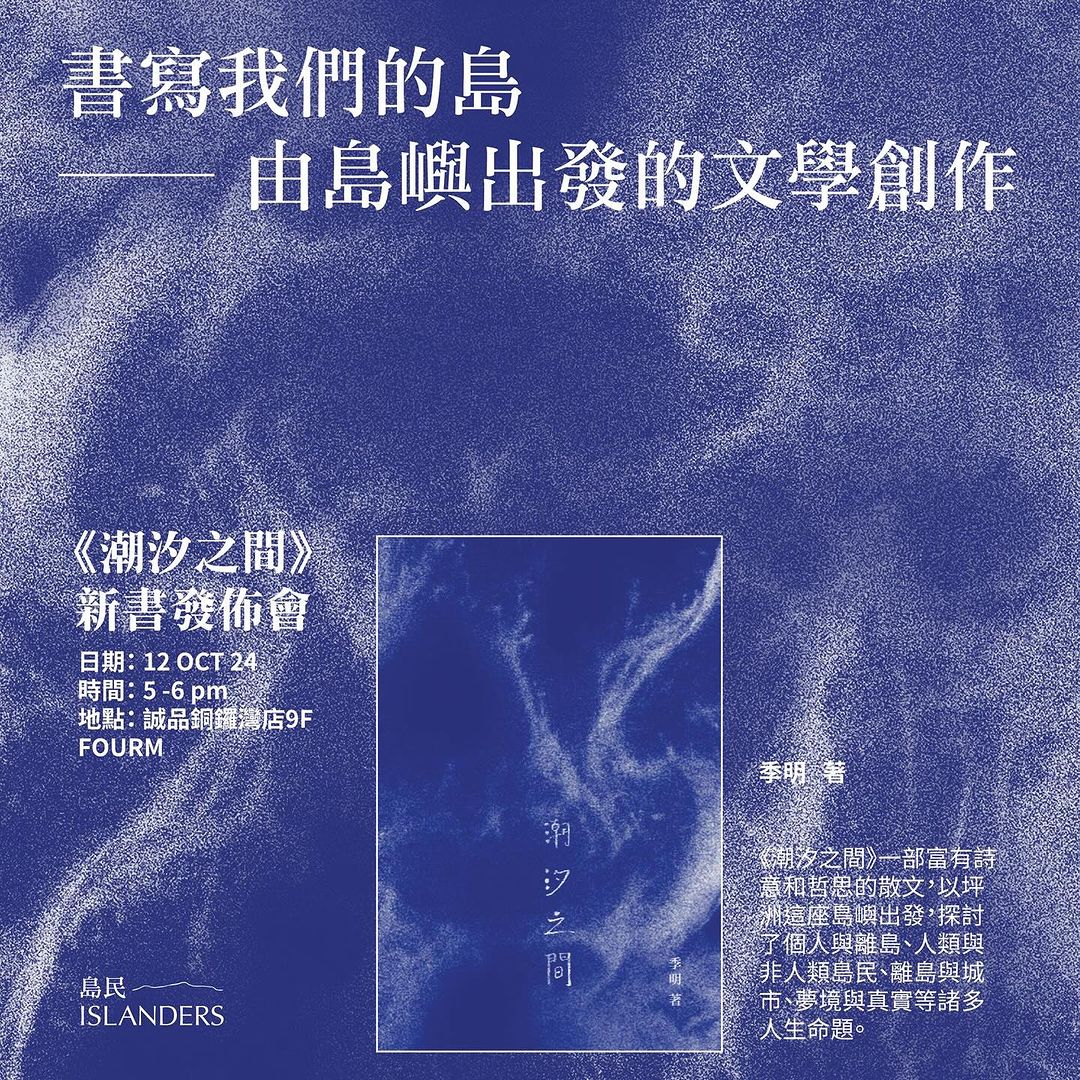 書寫我們的島
——由島嶼出發的文學創作
《潮汐之間》
新書發佈會
日期：12 OCT 24
時間：5 -6 pm
地點：誠品銅鑼灣店9F
FOURM
潮汐之間
季明 著
季明 著
《潮汐之間》一部富有詩
意和哲思的散文，以坪
洲這座島嶼出發，探討
了個人與離島、人類與
非人類島民、離島與城
市、夢境與真實等諸多
人生命題。
島民
ISLANDERS